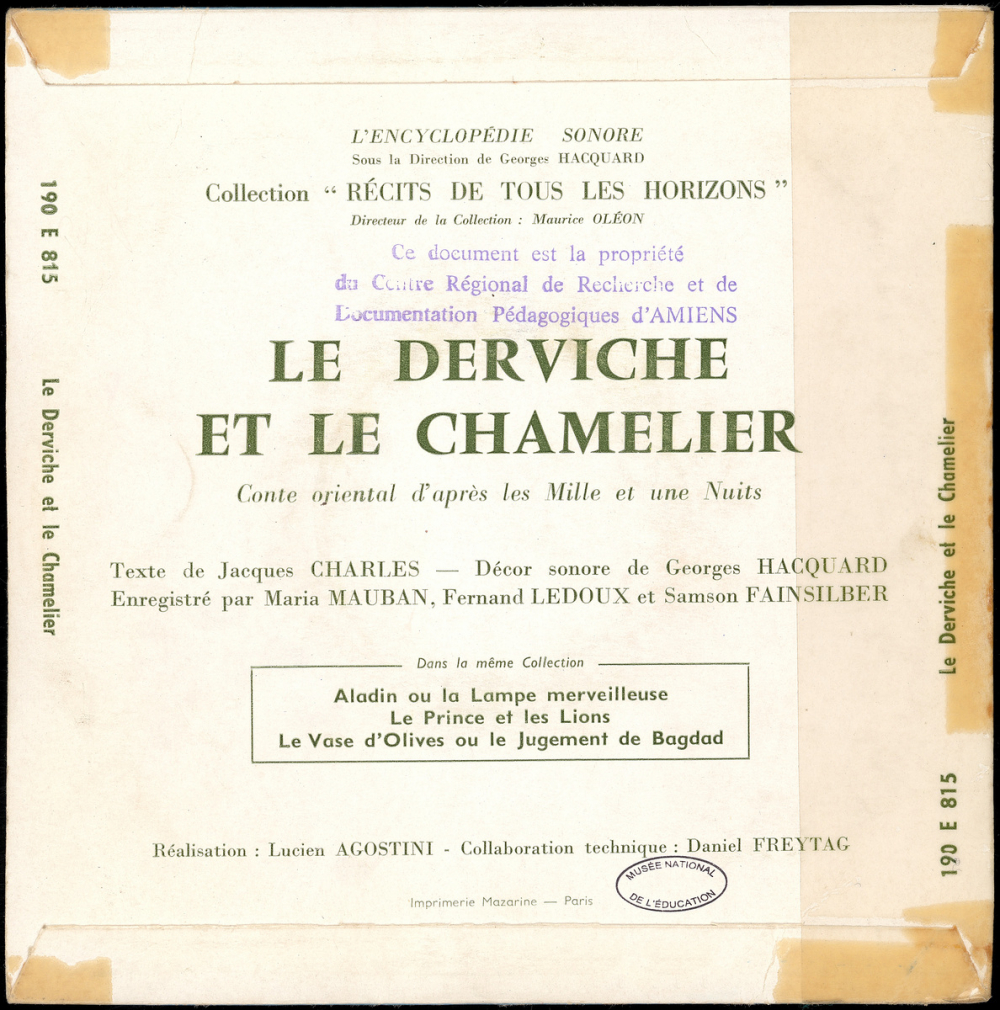 L'ENCYCLOPÉDIE SONORE
Sous la Direction de Georges HACQUARD
Collection “ RÉCITS DE TOUS LES HORIZONS ”
Directeur de la Collection : Maurice OLÉON
Ce document est la propriété
du Centre Régional de Recherche et de
Documentation Pédagogiques d'AMIENS
LE DERVICHE
ET LE CHAMELIER
Conte oriental d'après les Mille et une Nuits
Texte de Jacques CHARLES — Décor sonore de Georges HACQUARD
Enregistré par Maria MAUBAN, Fernand LEDOUX et Samson FAINSILBER
Dans la même Collection
Aladin ou la Lampe merveilleuse
Le Prince et les Lions
Le Vase d'Olives ou le Jugement de Bagdad
Réalisation : Lucien AGOSTINI - Collaboration technique : Daniel FREYTAG
MUSÉE NATIONAL
DE L'ÉDUCATION
Imprimerie Mazarine — Paris
190 E 815 Le Derviche et le Chamelier
190 E 815 Le Derviche et le Chamelier